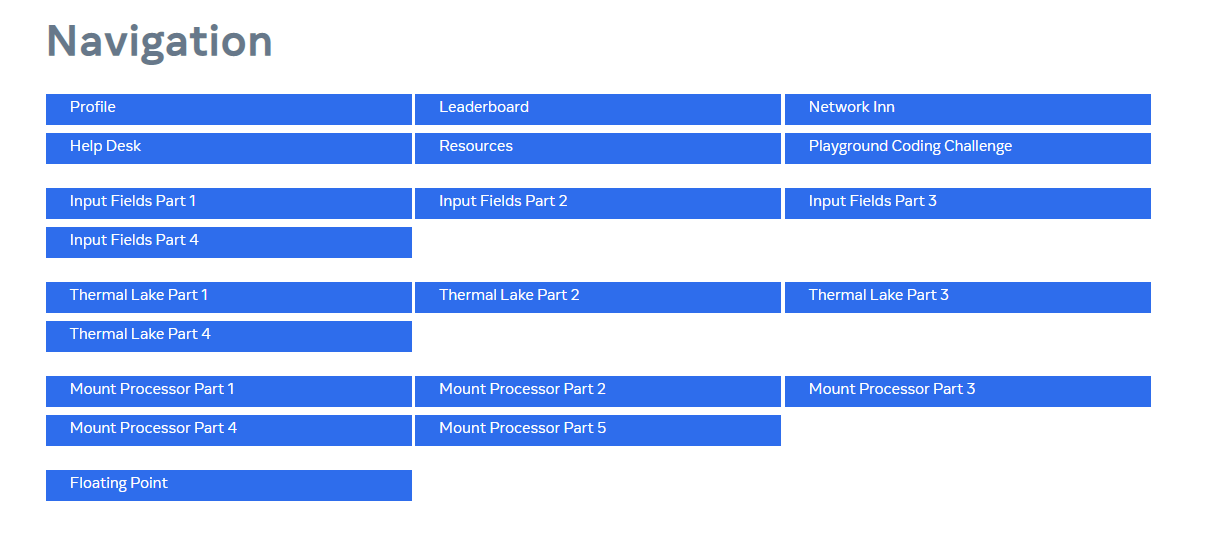 Navigation
Profile Leaderboard Network Inn
Help Desk Resources Playground Coding Challenge
Input Fields Part 1 Input Fields Part 2 Input Fields Part 3
Input Fields Part 4
Thermal Lake Part 1 Thermal Lake Part 2 Thermal Lake Part 3
Thermal Lake Part 4
Mount Processor Part 1 Mount Processor Part 2 Mount Processor Part 3
Mount Processor Part 4 Mount Processor Part 5
Floating Point